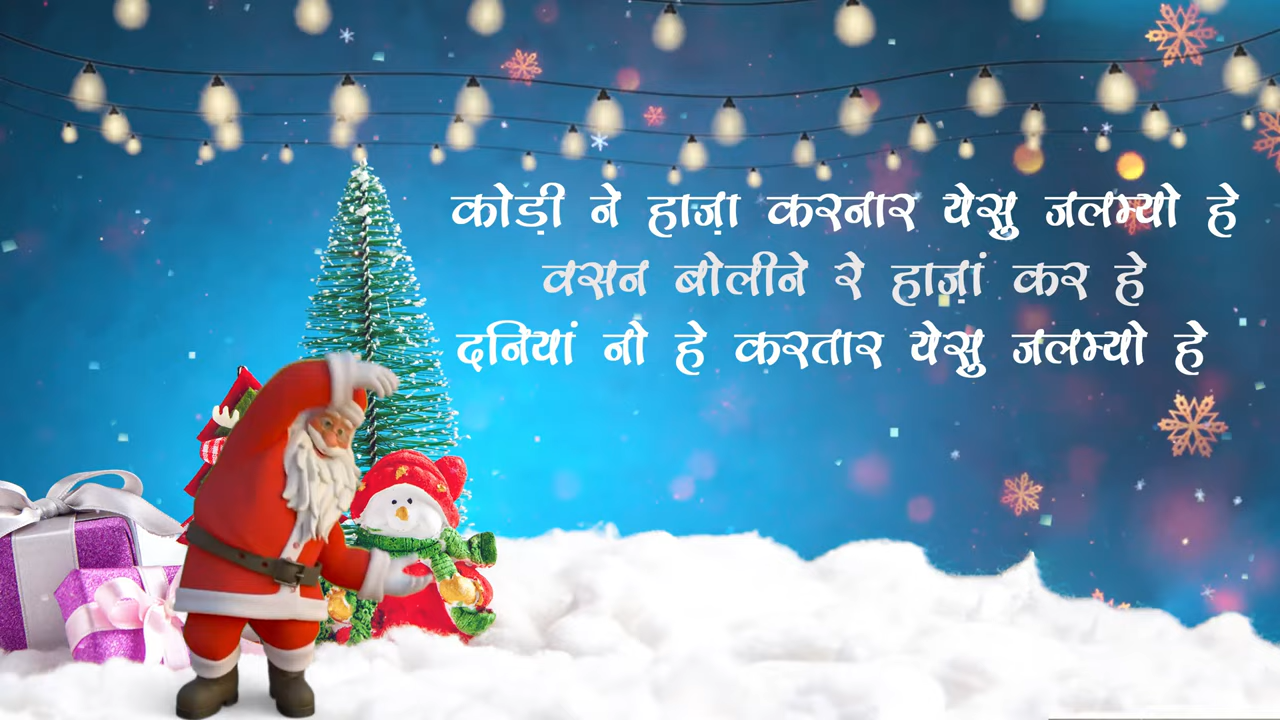 कोड़ी ने हाज़ा करनार येसु जलम्यो हे
वसन बोलीने रे हाज़ां कर हे
दनियां नो हे करतार येसु जलम्यो हे